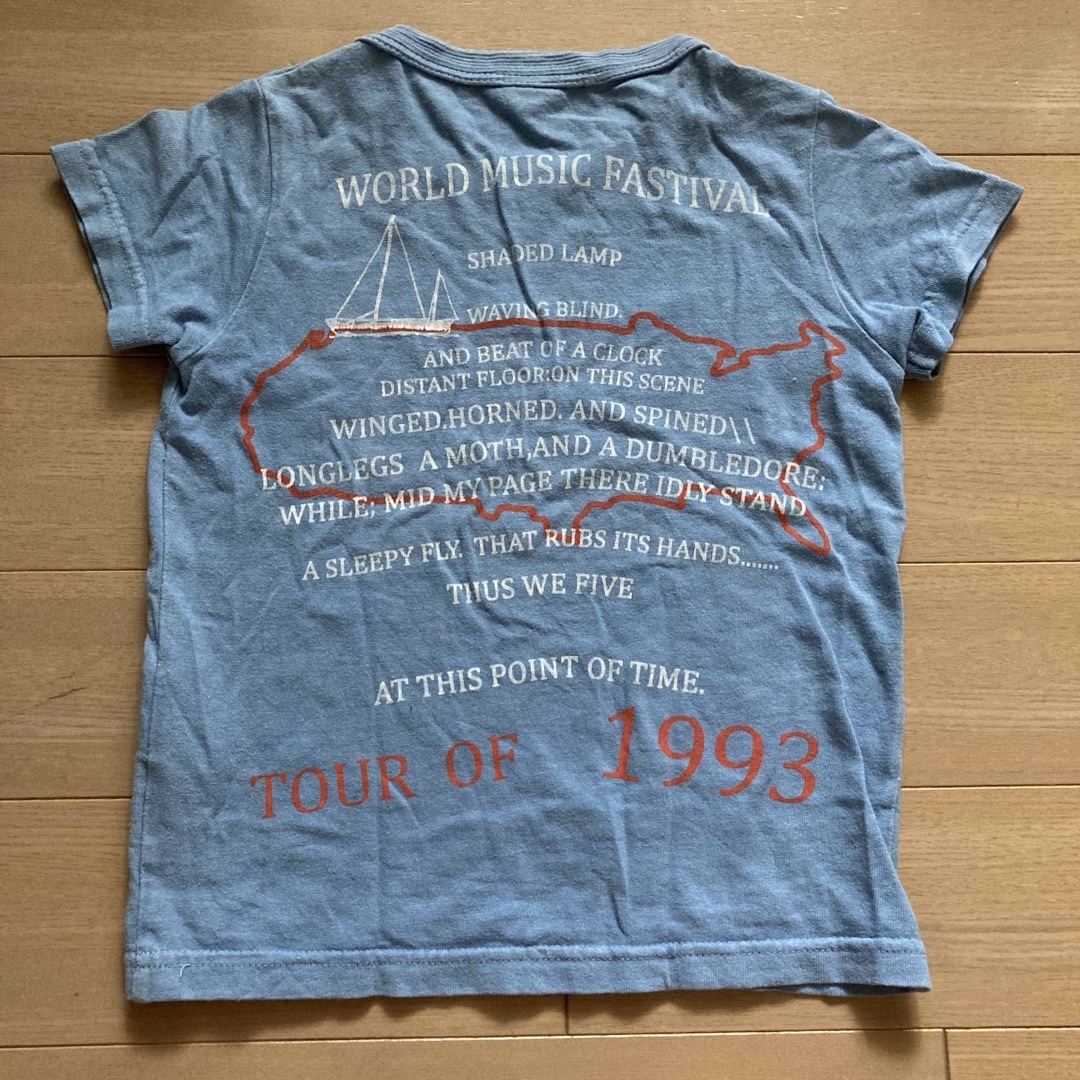 WORLD MUSIC FASTIVAL
SHADED LAMP
WAVING BLIND.
AND BEAT OF A CLOCK
DISTANT FLOOR:ON THIS SCENE
WINGED.HORNED. AND SPINED\\
LONGLEGS A MOTH,AND A DUMBLEDORE:
WHILE; MID MY PAGE THERE IDLY STAND
A SLEEPY FLY. THAT RUBS ITS HANDS.......
THUS WE FIVE
AT THIS POINT OF TIME.
TOUR OF 1993